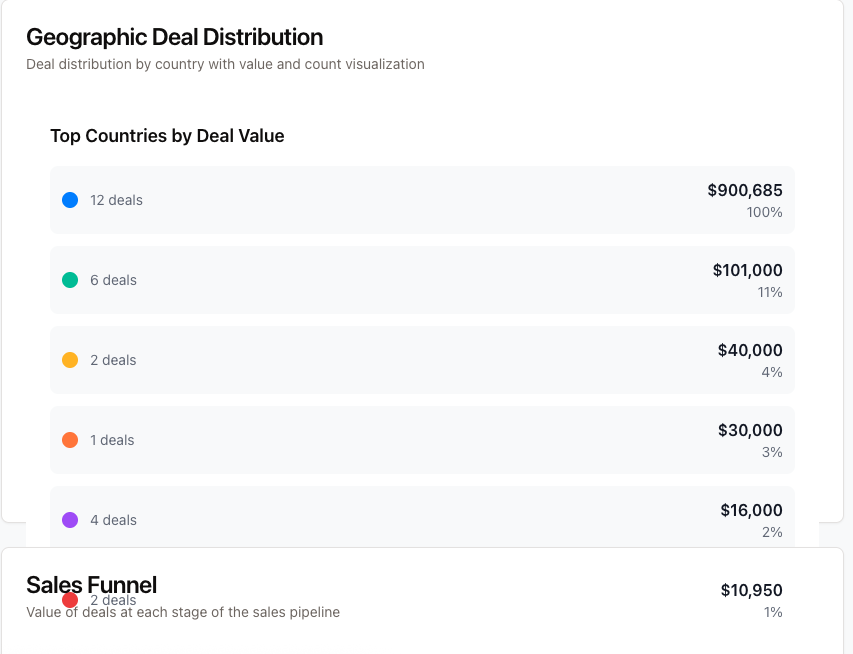 Geographic Deal Distribution
Deal distribution by country with value and count visualization
Top Countries by Deal Value
12 deals
$900,685
100%
6 deals
$101,000
11%
2 deals
$40,000
4%
1 deals
$30,000
3%
4 deals
$16,000
2%
Sales Funnel
2 deals
Value of deals at each stage of the sales pipeline
$10,950
1%